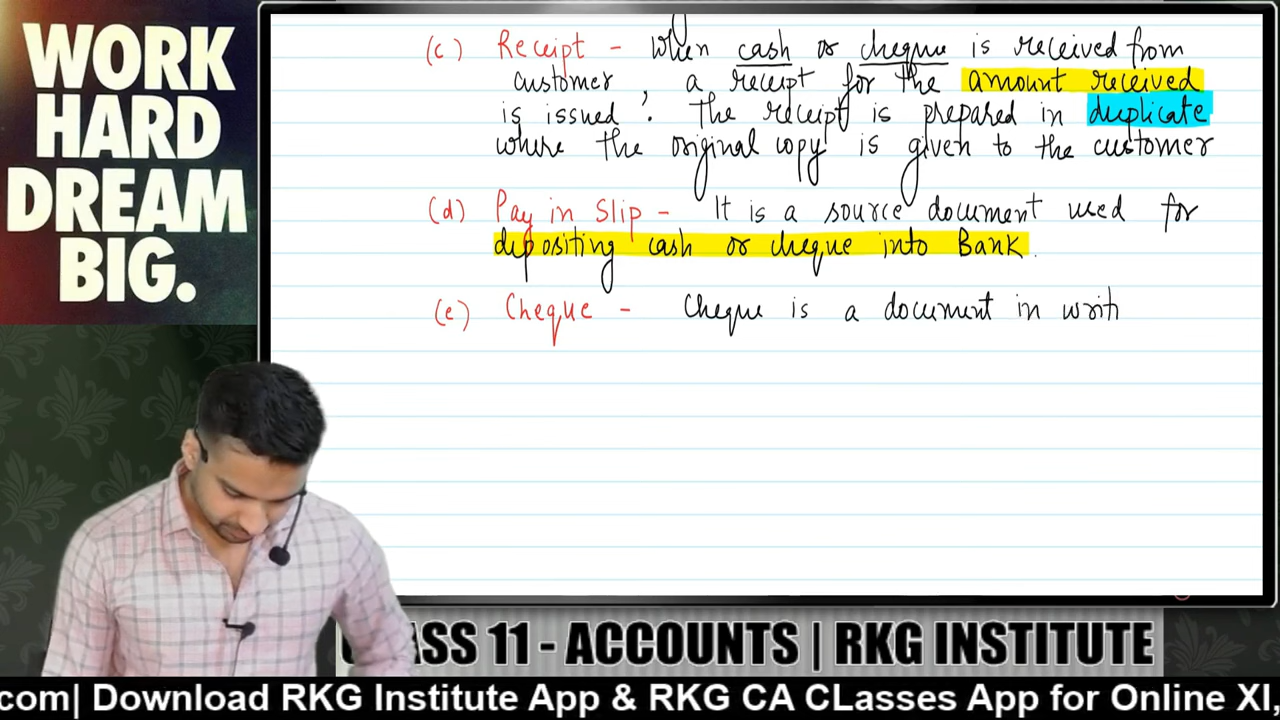 WORK
HARD
DREAM
BIG.
(c) Receipt - When cash or cheque is received from
customer, a receipt for the amount received
is issued. The receipt is prepared in duplicate
where the original copy is given to the customer
(d) Pay in Slip - It is a source document used for
depositing cash or cheque into Bank.
(e) Cheque - Cheque is a document in writi
CLASS 11 - ACCOUNTS | RKG INSTITUTE
.com| Download RKG Institute App & RKG CA CLasses App for Online XI,